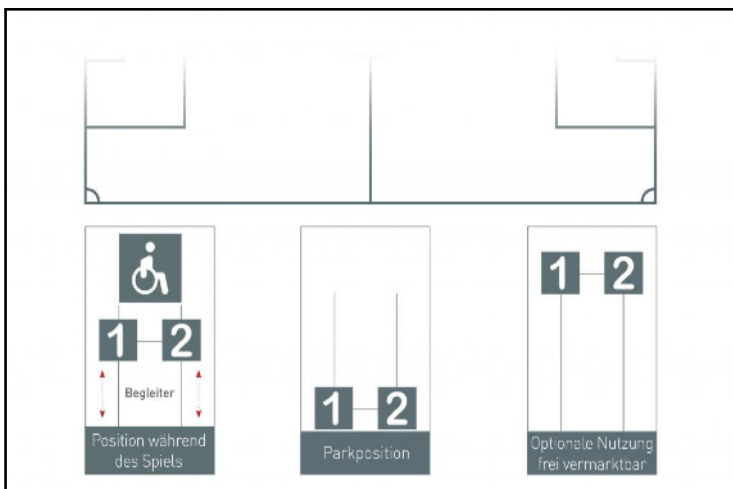 1 2
Begleiter
Position während
des Spiels
1 2
Parkposition
1 2
Optionale Nutzung
frei vermarktbar